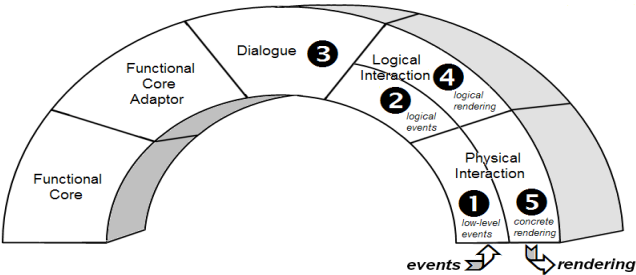 Dialogue
3
Functional
Core
Adaptor
Logical
Interaction
4
logical
rendering
2
logical
events
Functional
Core
Physical
Interaction
1
low-level
events
5
concrete
rendering
events
rendering